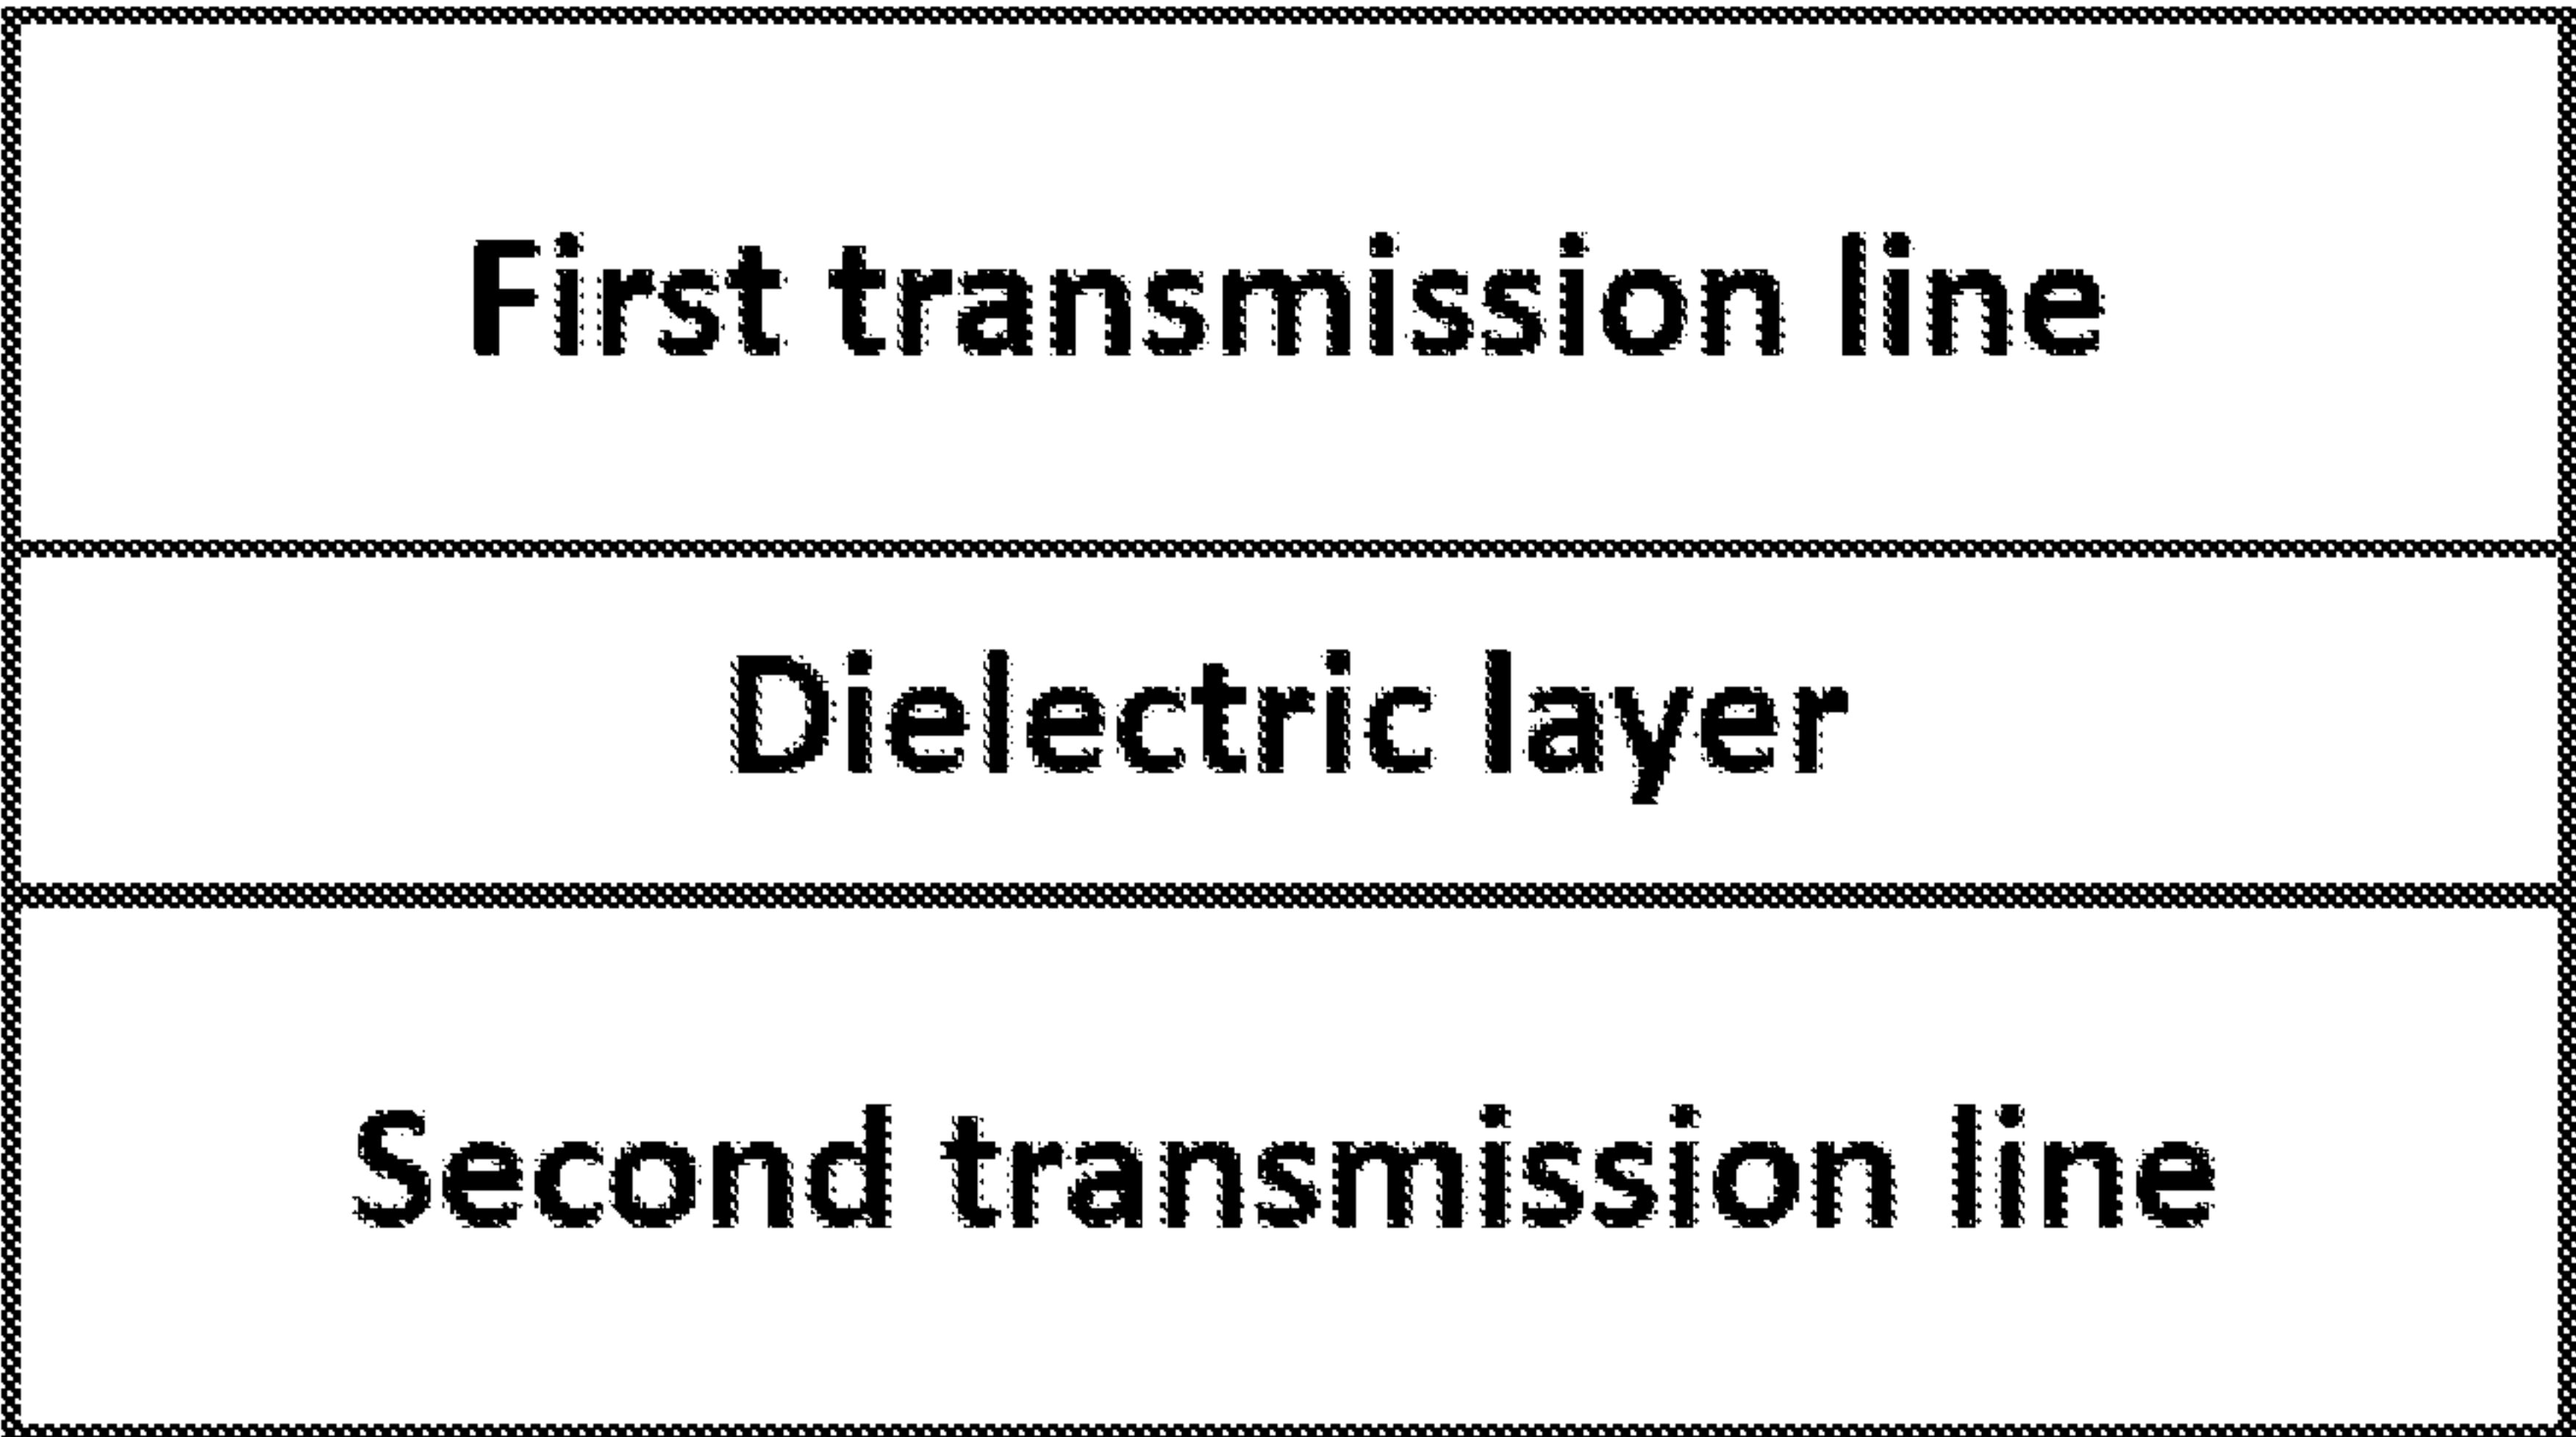 First transmission line
Dielectric layer
Second transmission line